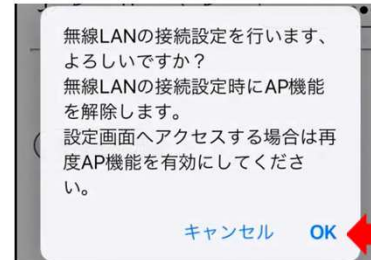 無線LANの接続設定を行います、
よろしいですか？
無線LANの接続設定時にAP機能
を解除します。
設定画面へアクセスする場合は再
度AP機能を有効にしてくださ
い。
キャンセル OK